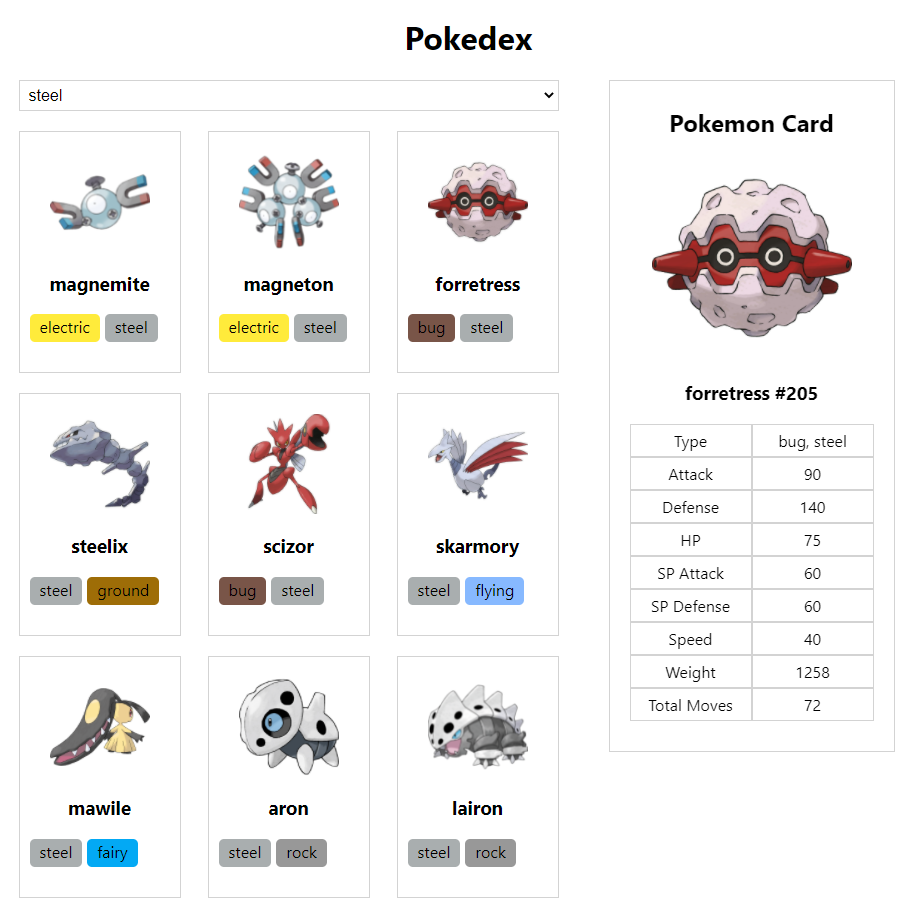 Pokedex
steel
magnemite
electric steel
magneton
electric steel
forretress
bug steel
steelix
steel ground
scizor
bug steel
skarmory
steel flying
mawile
steel fairy
aron
steel rock
lairon
steel rock
Pokemon Card
forretress #205
Type bug, steel
Attack 90
Defense 140
HP 75
SP Attack 60
SP Defense 60
Speed 40
Weight 1258
Total Moves 72